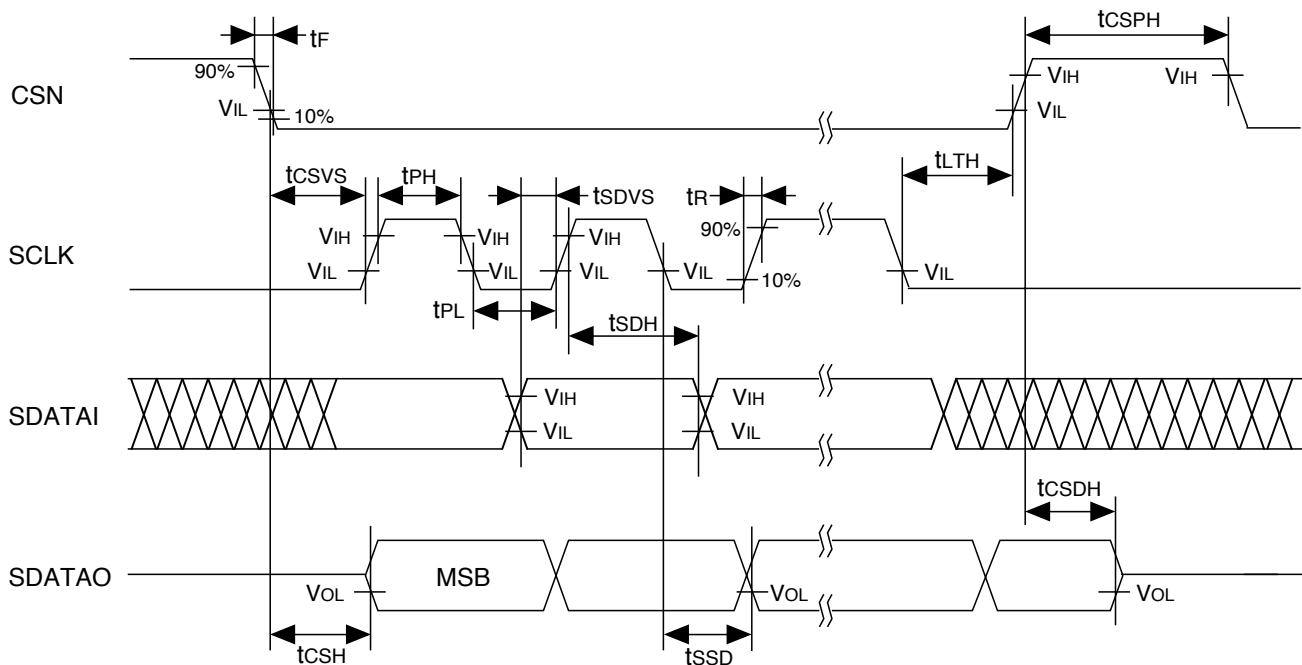 tF
tCSPH
90%
CSN
VIH
VIH
VIL
10%
VIL
tCSVS
tPH
tSDVS
tR
tLTH
90%
SCLK
VIH
VIH
VIH
VIL
VIL
VIL
VIL
10%
VIL
tPL
tSDH
SDATAI
VIH
VIH
VIL
VIL
tCSDH
SDATAO
MSB
VOL
VOL
VOL
tCSH
tSSD